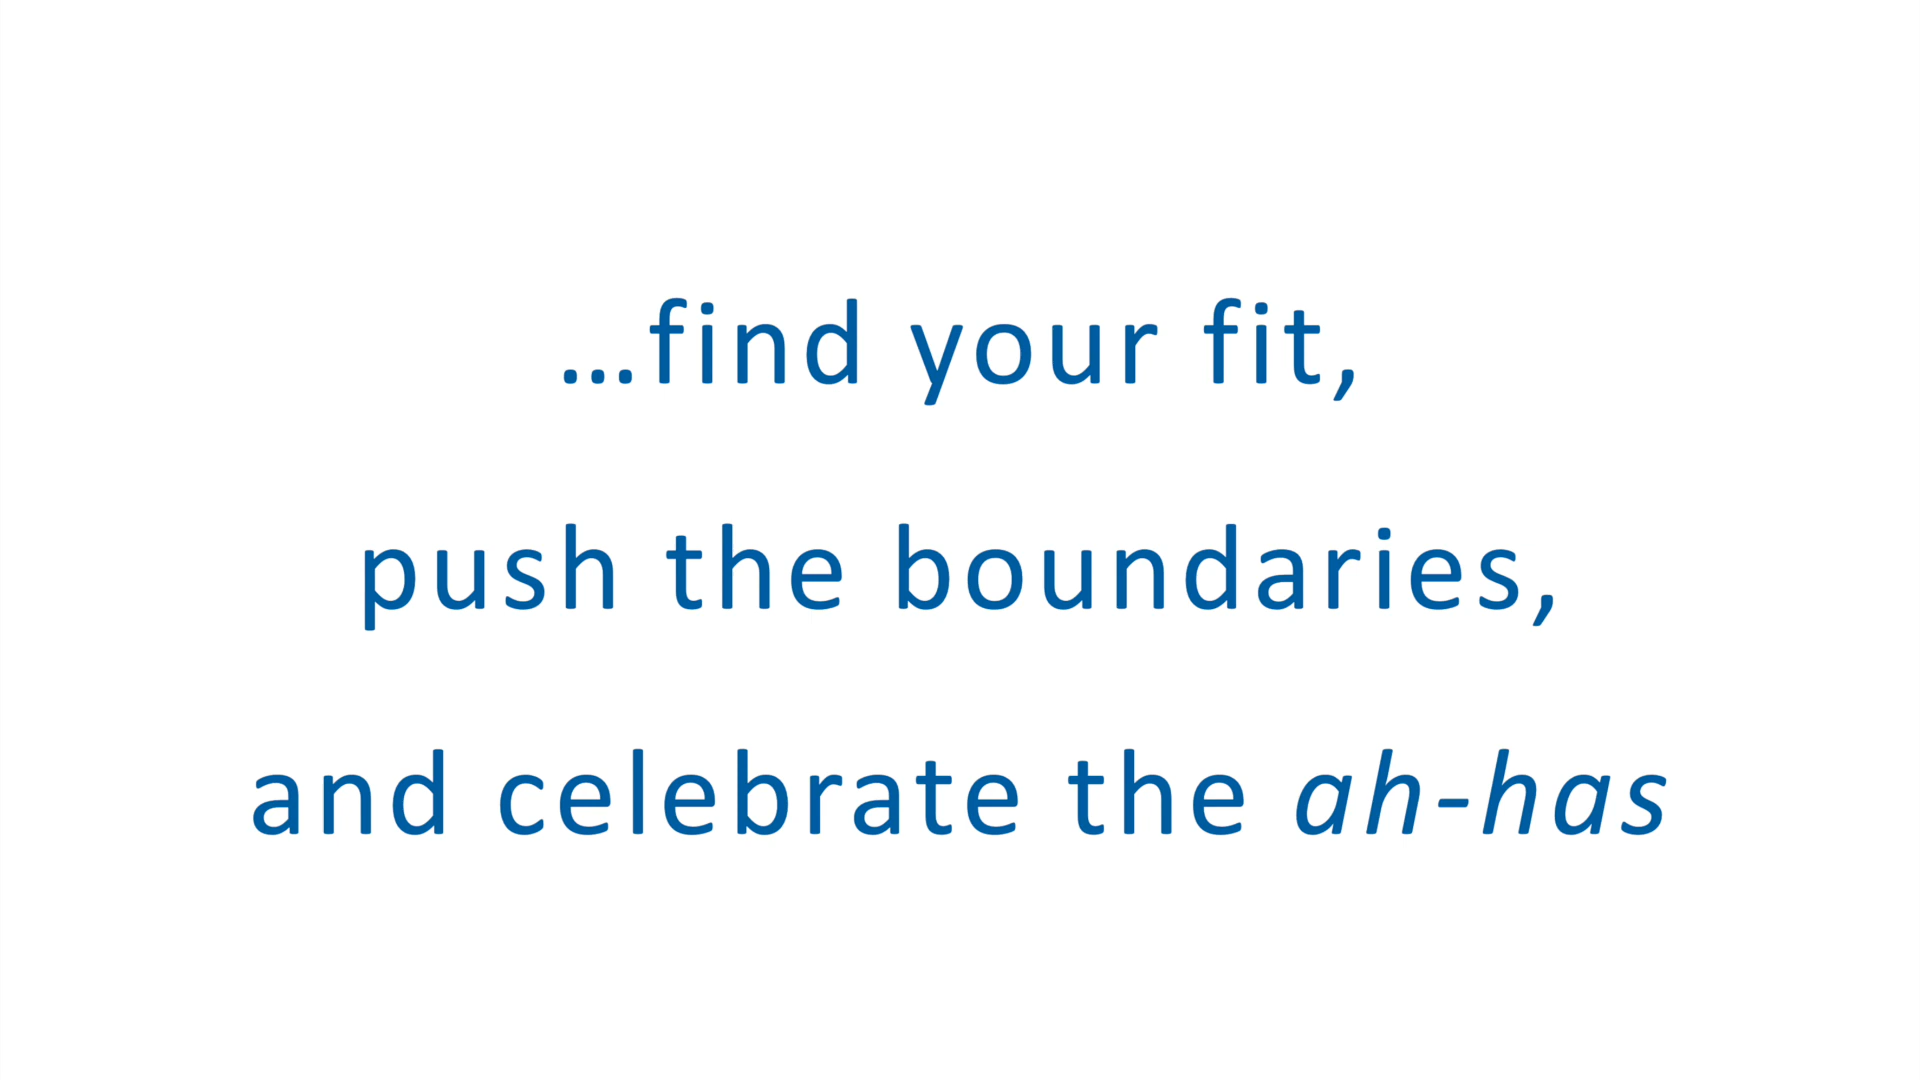 …find your fit,
push the boundaries,
and celebrate the ah-has